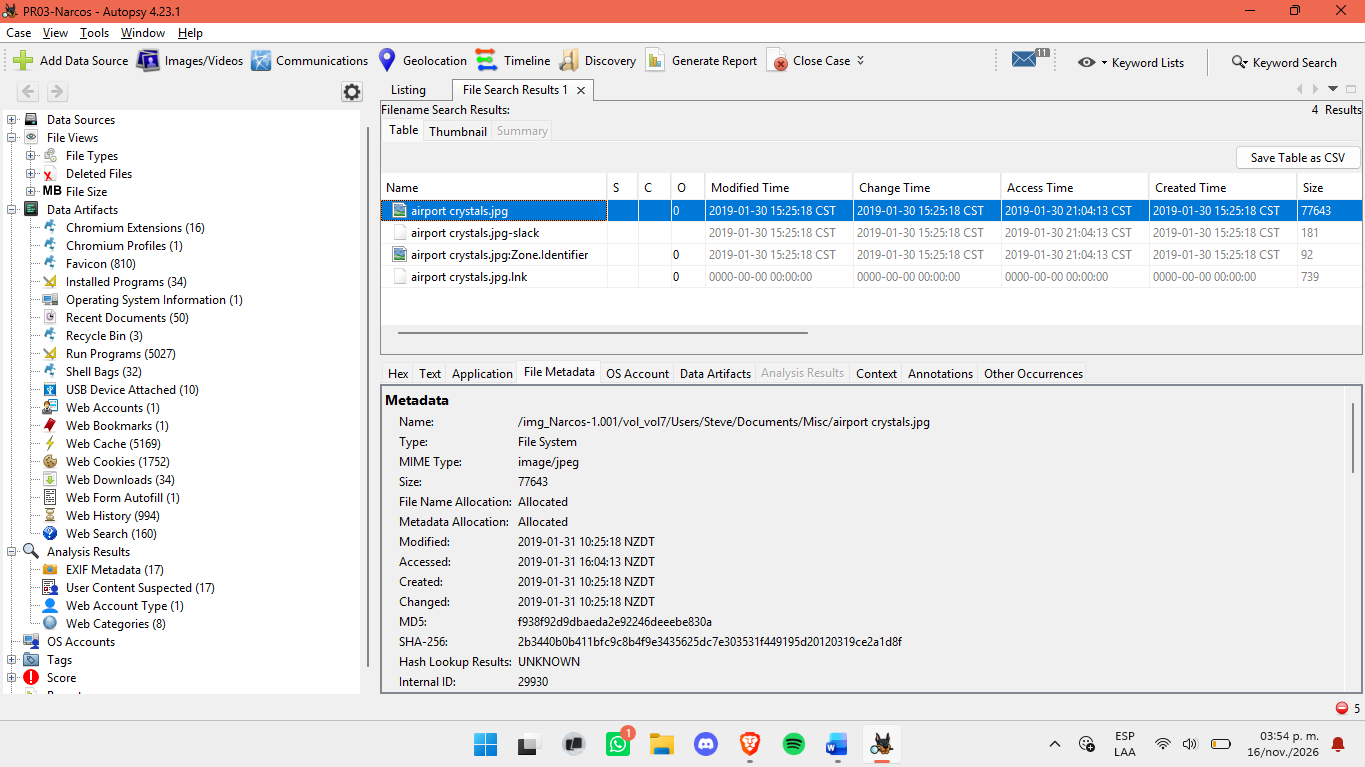 PR03-Narcos - Autopsy 4.23.1
Case View Tools Window Help
Add Data Source Images/Videos Communications Geolocation Timeline Discovery Generate Report Close Case 11 Keyword Lists Keyword Search
Listing File Search Results 1
Filename Search Results: 4 Results
Table Thumbnail Summary
Save Table as CSV
Name S C O Modified Time Change Time Access Time Created Time Size
airport crystals.jpg 0 2019-01-30 15:25:18 CST 2019-01-30 15:25:18 CST 2019-01-30 21:04:13 CST 2019-01-30 15:25:18 CST 77643
airport crystals.jpg-slack 2019-01-30 15:25:18 CST 2019-01-30 15:25:18 CST 2019-01-30 21:04:13 CST 2019-01-30 15:25:18 CST 181
airport crystals.jpg:Zone.Identifier 0 2019-01-30 15:25:18 CST 2019-01-30 15:25:18 CST 2019-01-30 21:04:13 CST 2019-01-30 15:25:18 CST 92
airport crystals.jpg.lnk 0 0000-00-00 00:00:00 0000-00-00 00:00:00 0000-00-00 00:00:00 0000-00-00 00:00:00 739
Data Sources
File Views
File Types
Deleted Files
MB File Size
Data Artifacts
Chromium Extensions (16)
Chromium Profiles (1)
Favicon (810)
Installed Programs (34)
Operating System Information (1)
Recent Documents (50)
Recycle Bin (3)
Run Programs (5027)
Shell Bags (32)
USB Device Attached (10)
Web Accounts (1)
Web Bookmarks (1)
Web Cache (5169)
Web Cookies (1752)
Web Downloads (34)
Web Form Autofill (1)
Web History (994)
Web Search (160)
Analysis Results
EXIF Metadata (17)
User Content Suspected (17)
Web Account Type (1)
Web Categories (8)
OS Accounts
Tags
Score
Hex Text Application File Metadata OS Account Data Artifacts Analysis Results Context Annotations Other Occurrences
Metadata
Name: /img_Narcos-1.001/vol_vol7/Users/Steve/Documents/Misc/airport crystals.jpg
Type: File System
MIME Type: image/jpeg
Size: 77643
File Name Allocation: Allocated
Metadata Allocation: Allocated
Modified: 2019-01-31 10:25:18 NZDT
Accessed: 2019-01-31 16:04:13 NZDT
Created: 2019-01-31 10:25:18 NZDT
Changed: 2019-01-31 10:25:18 NZDT
MD5: f938f92d9dbaeda2e92246deeebe830a
SHA-256: 2b3440b0b411bfc9c8b4f9e3435625dc7e303531f449195d20120319ce2a1d8f
Hash Lookup Results: UNKNOWN
Internal ID: 29930
5
1
ESP
LAA
03:54 p. m.
16/nov./2026